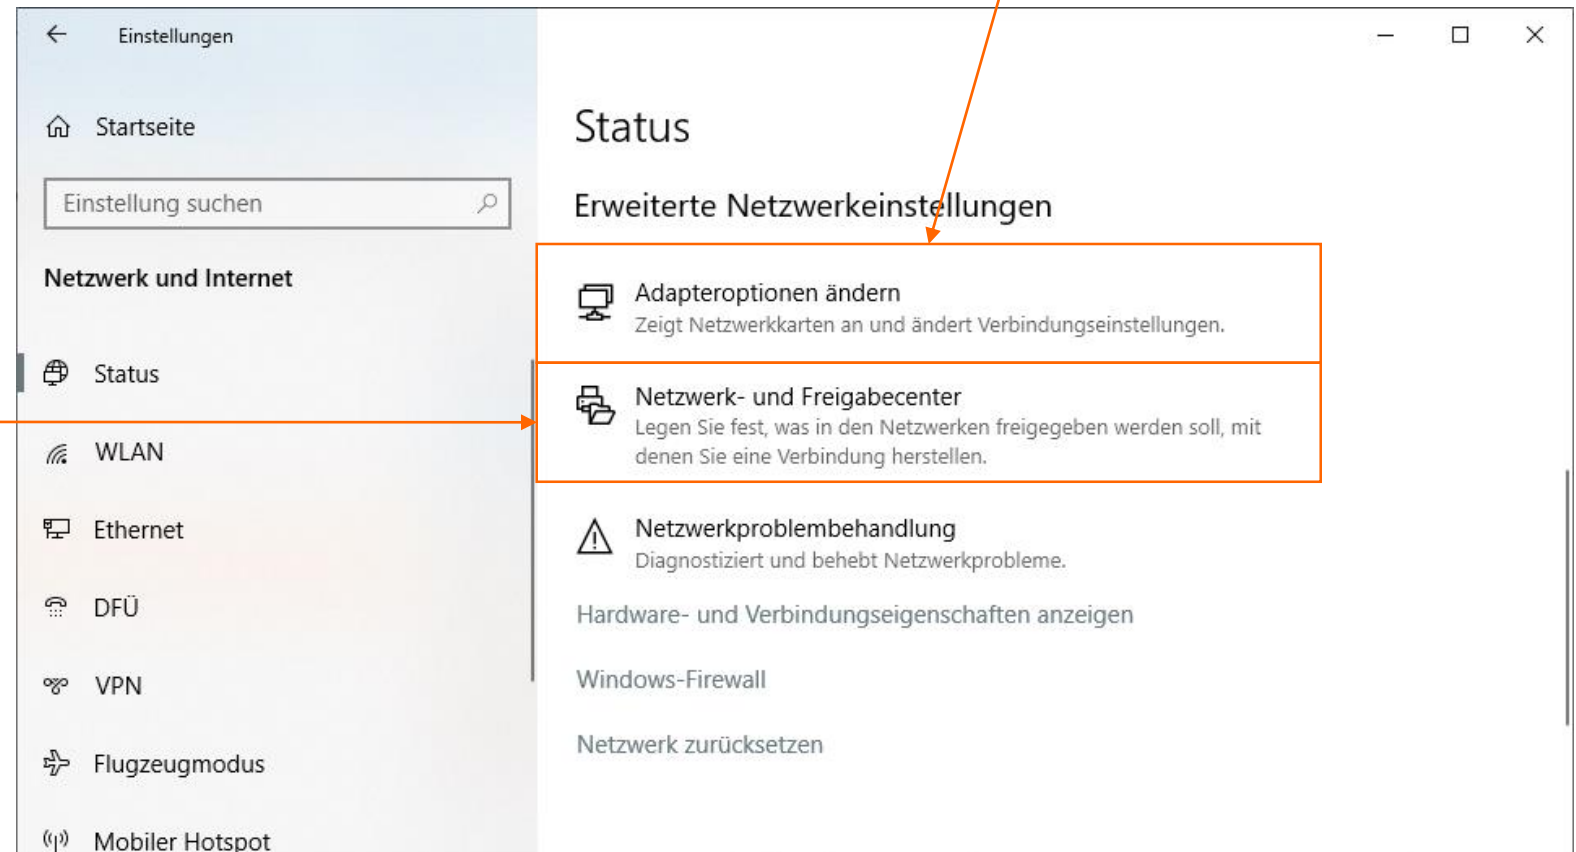 Einstellungen
Startseite
Einstellung suchen
Netzwerk und Internet
Status
WLAN
Ethernet
DFÜ
VPN
Flugzeugmodus
Mobiler Hotspot
Status
Erweiterte Netzwerkeinstellungen
Adapteroptionen ändern
Zeigt Netzwerkkarten an und ändert Verbindungseinstellungen.
Netzwerk- und Freigabecenter
Legen Sie fest, was in den Netzwerken freigegeben werden soll, mit
denen Sie eine Verbindung herstellen.
Netzwerkproblembehandlung
Diagnostiziert und behebt Netzwerkprobleme.
Hardware- und Verbindungseigenschaften anzeigen
Windows-Firewall
Netzwerk zurücksetzen